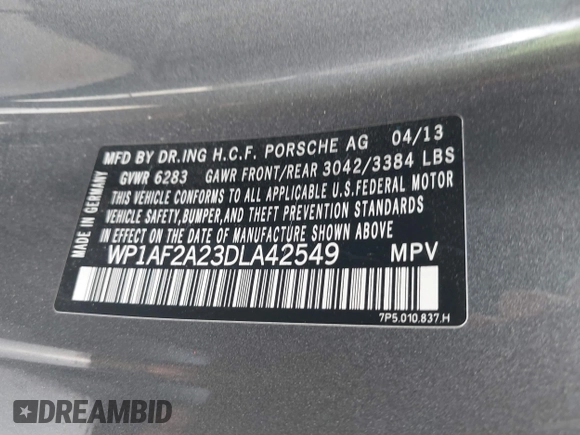 MFD BY DR.ING H.C.F. PORSCHE AG 04/13
GVWR 6283 GAWR FRONT/REAR 3042/3384 LBS
THIS VEHICLE CONFORMS TO ALL APPLICABLE U.S.FEDERAL MOTOR
VEHICLE SAFETY,BUMPER,AND THEFT PREVENTION STANDARDS
IN EFFECT ON THE DATE OF MANUFACTURE SHOWN ABOVE
WP1AF2A23DLA42549 MPV
7P5.010.837.H
MADE IN GERMANY
DREAMBID